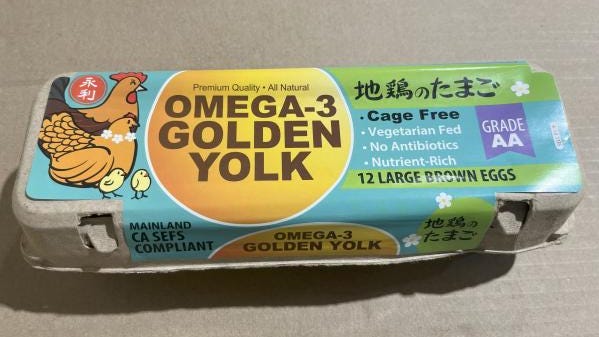 永利
Premium Quality • All Natural
OMEGA-3
GOLDEN
YOLK
地鶏のたまご
• Cage Free
• Vegetarian Fed
• No Antibiotics
• Nutrient-Rich
GRADE
AA
12 LARGE BROWN EGGS
MAINLAND
CA SEFS
COMPLIANT
OMEGA-3
GOLDEN YOLK
地鶏の
たまご